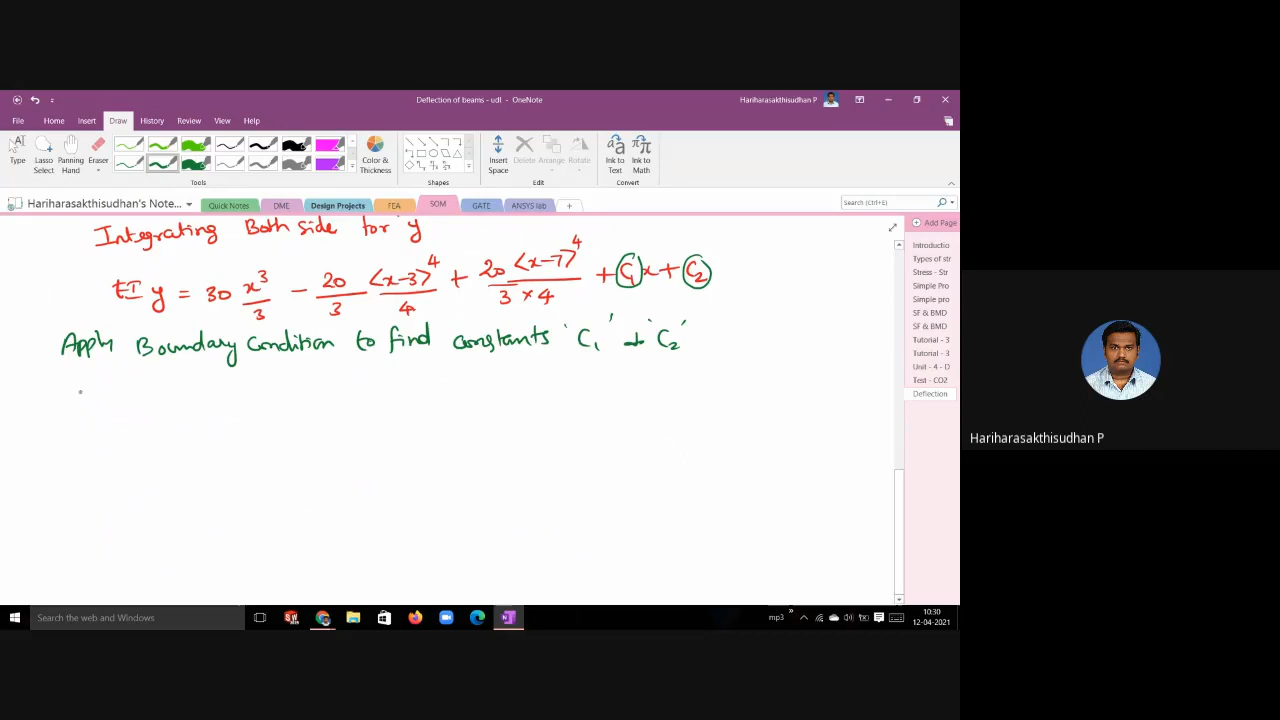 Deflection of beams - udl - OneNote
Hariharasakthisudhan P
File Home Insert Draw History Review View Help
Type Lasso Select Panning Hand Eraser Color & Thickness Insert Space Delete Arrange Rotate Ink to Text Ink to Math
Tools Shapes Edit Convert
Hariharasakthisudhan's Note... Quick Notes DME Design Projects FEA SOM GATE ANSYS lab + Search (Ctrl+E)
Add Page
Introductio
Types of str
Stress - Str
Simple Pro
Simple pro
SF & BMD
SF & BMD
Tutorial - 3
Tutorial - 3
Unit - 4 - D
Test - CO2
Deflection
Integrating Both side for 'y
EI y = 30 x³/3 - 20/3 <x-3>⁴/4 + 20 <x-7>⁴/3×4 + C₁x + C₂
Apply Boundary Condition to find constants 'C₁' & 'C₂'
Hariharasakthisudhan P
Search the web and Windows
mp3
10:30
12-04-2021